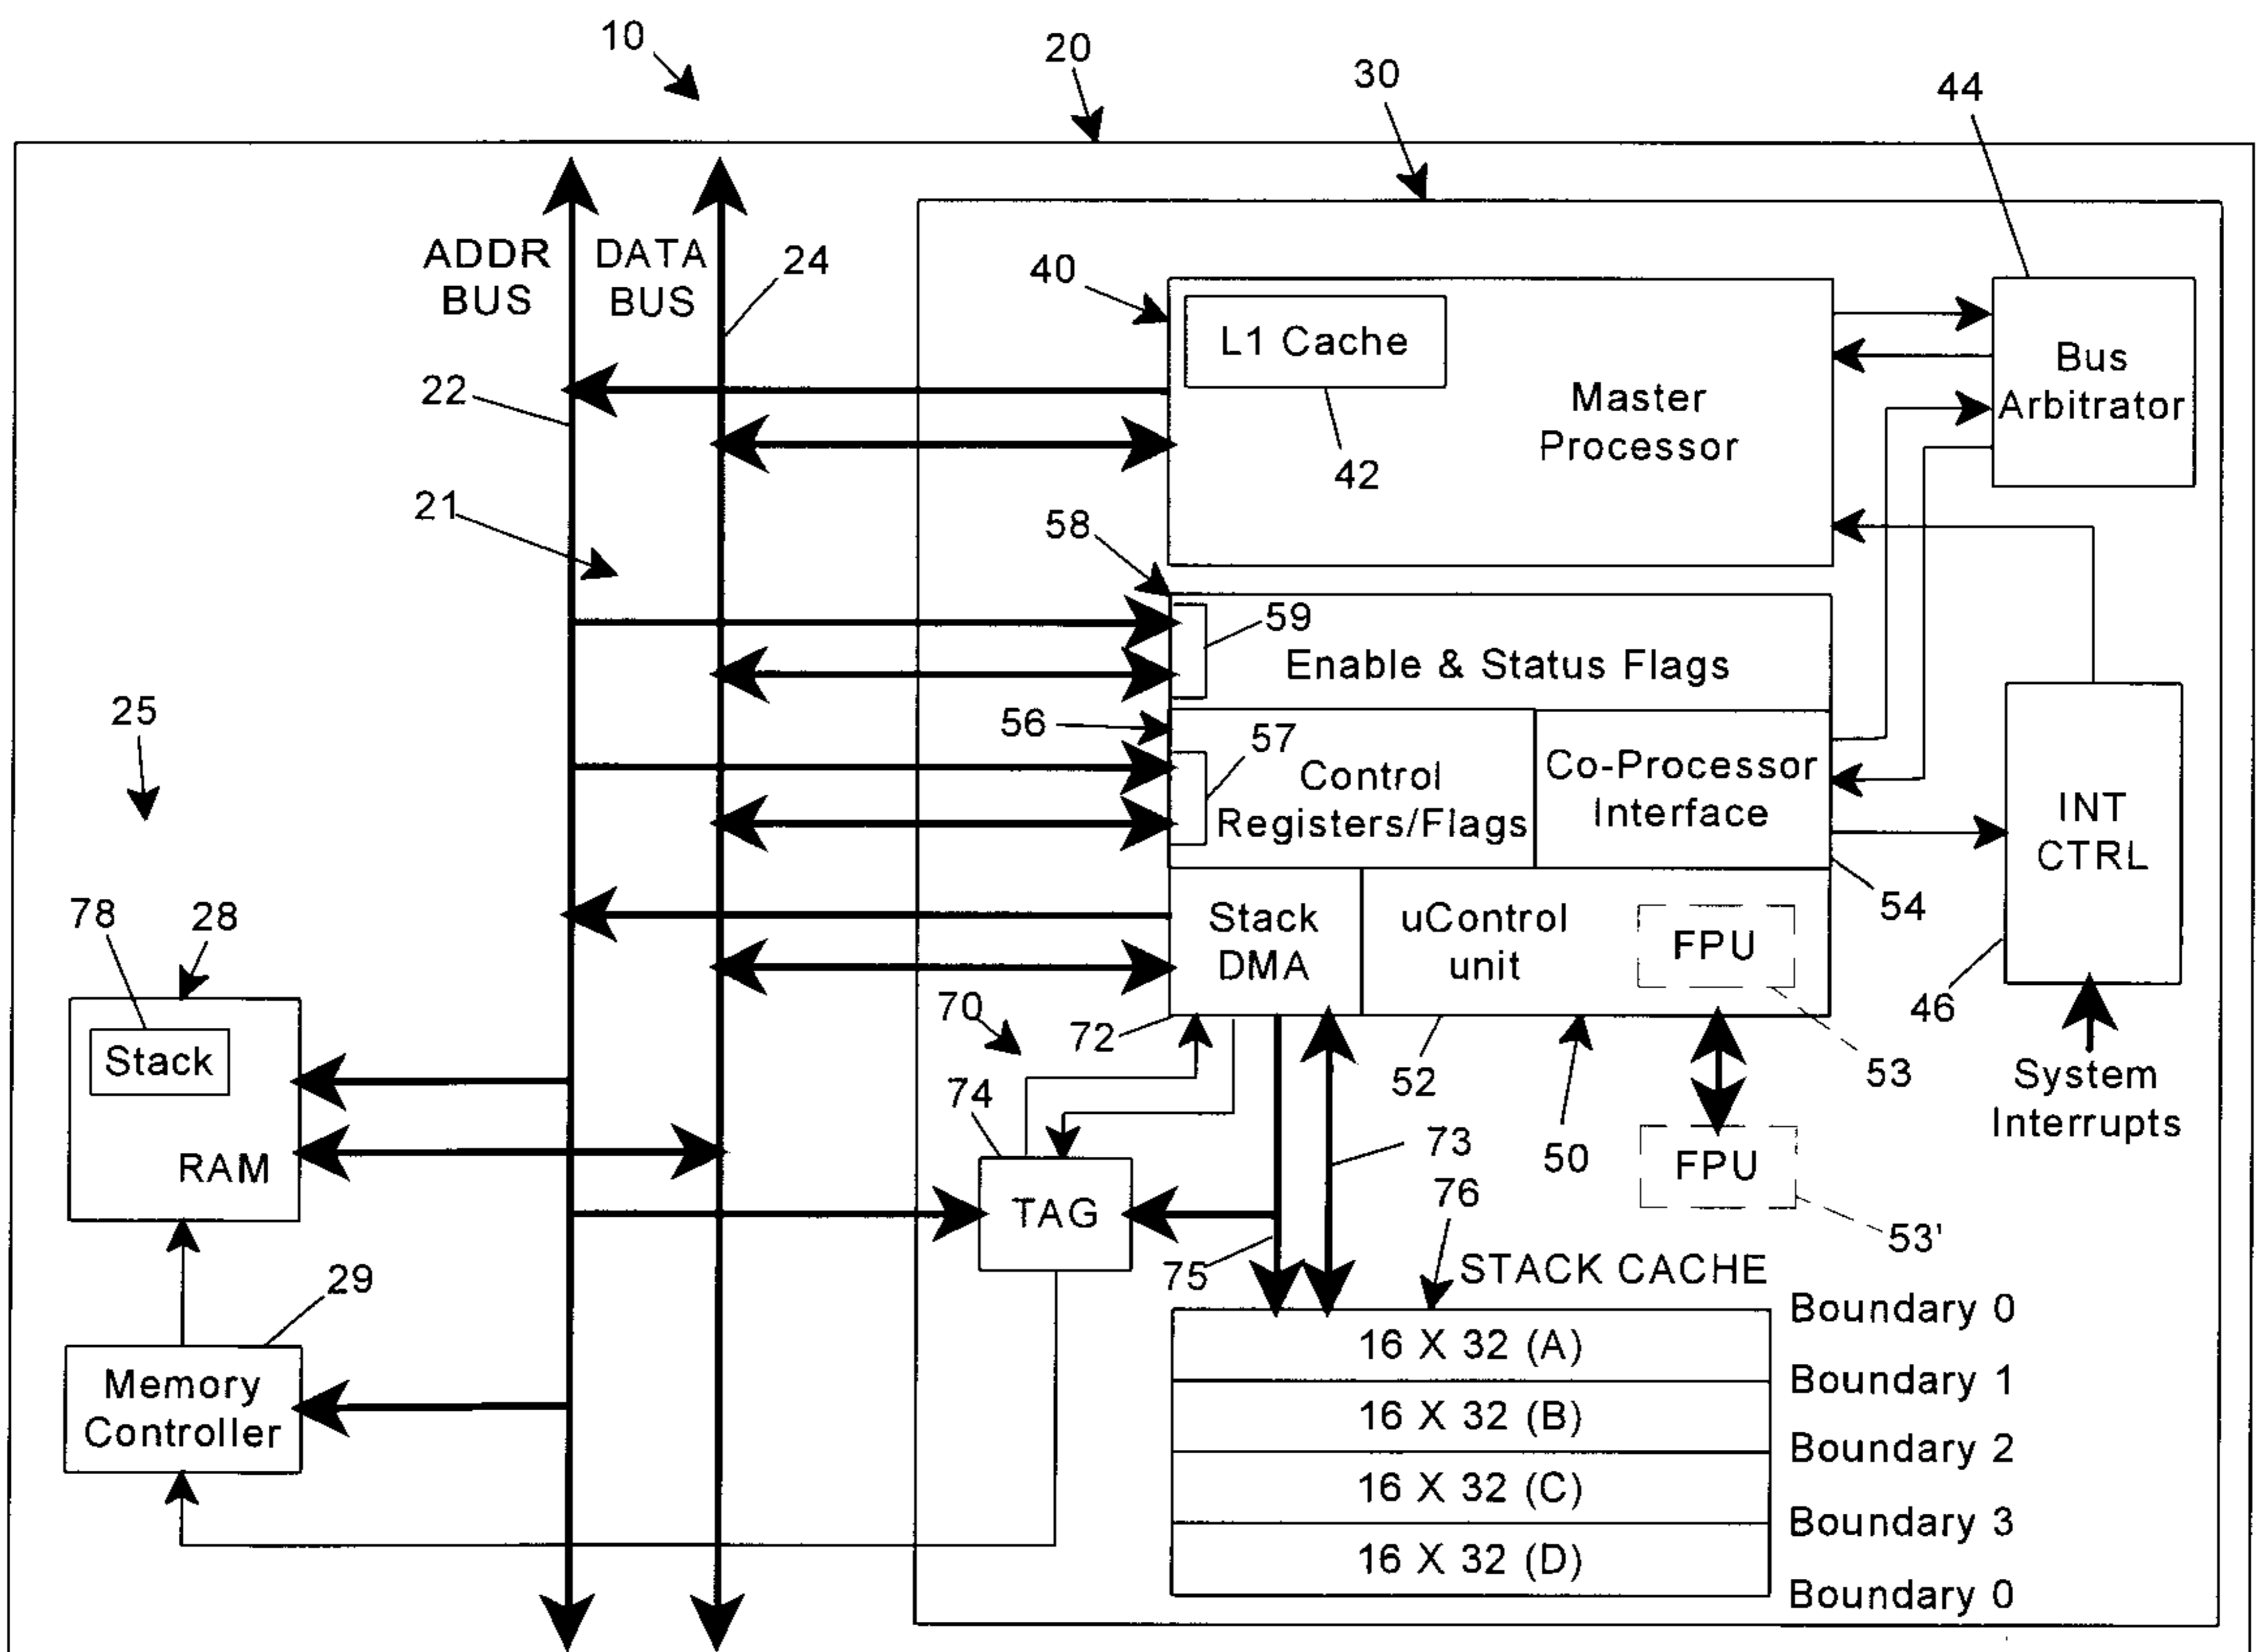 10
20
30
44
ADDR BUS
DATA BUS
24
40
L1 Cache
42
Master
Processor
Bus
Arbitrator
22
21
58
59
Enable & Status Flags
25
56
57
Control
Registers/Flags
Co-Processor
Interface
INT
CTRL
54
46
78
28
Stack
RAM
Stack
DMA
uControl
unit
FPU
70
72
52
50
53
System
Interrupts
74
TAG
73
76
75
FPU
53'
STACK CACHE
29
Memory
Controller
Boundary 0
16 X 32 (A)
Boundary 1
16 X 32 (B)
Boundary 2
16 X 32 (C)
Boundary 3
16 X 32 (D)
Boundary 0